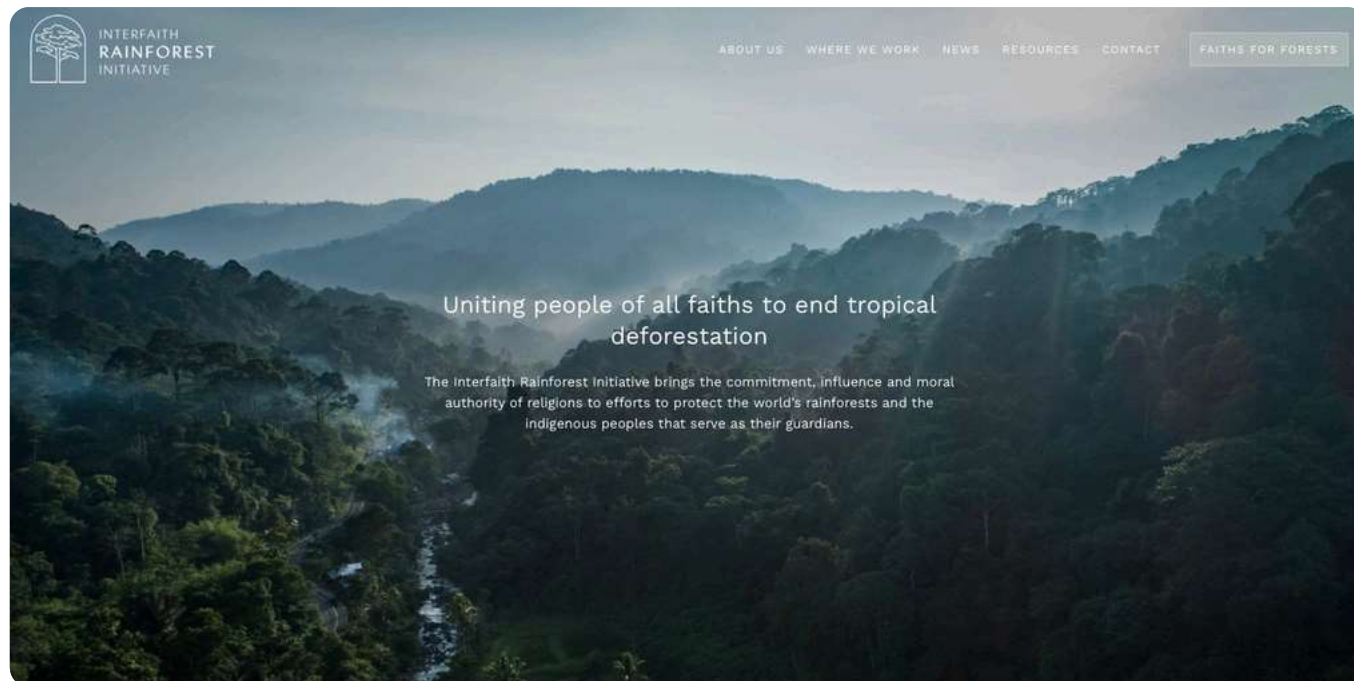 INTERFAITH
RAINFOREST
INITIATIVE
ABOUT US WHERE WE WORK NEWS RESOURCES CONTACT FAITHS FOR FORESTS
Uniting people of all faiths to end tropical
deforestation
The Interfaith Rainforest Initiative brings the commitment, influence and moral
authority of religions to efforts to protect the world's rainforests and the
indigenous peoples that serve as their guardians.